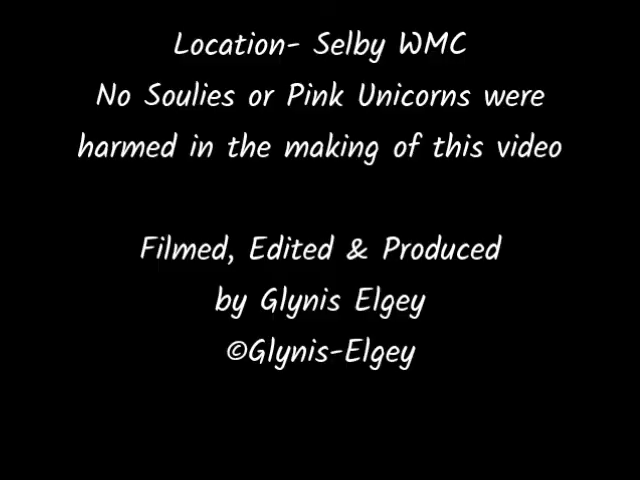 Location- Selby WMC
No Soulies or Pink Unicorns were
harmed in the making of this video
Filmed, Edited & Produced
by Glynis Elgey
©Glynis-Elgey